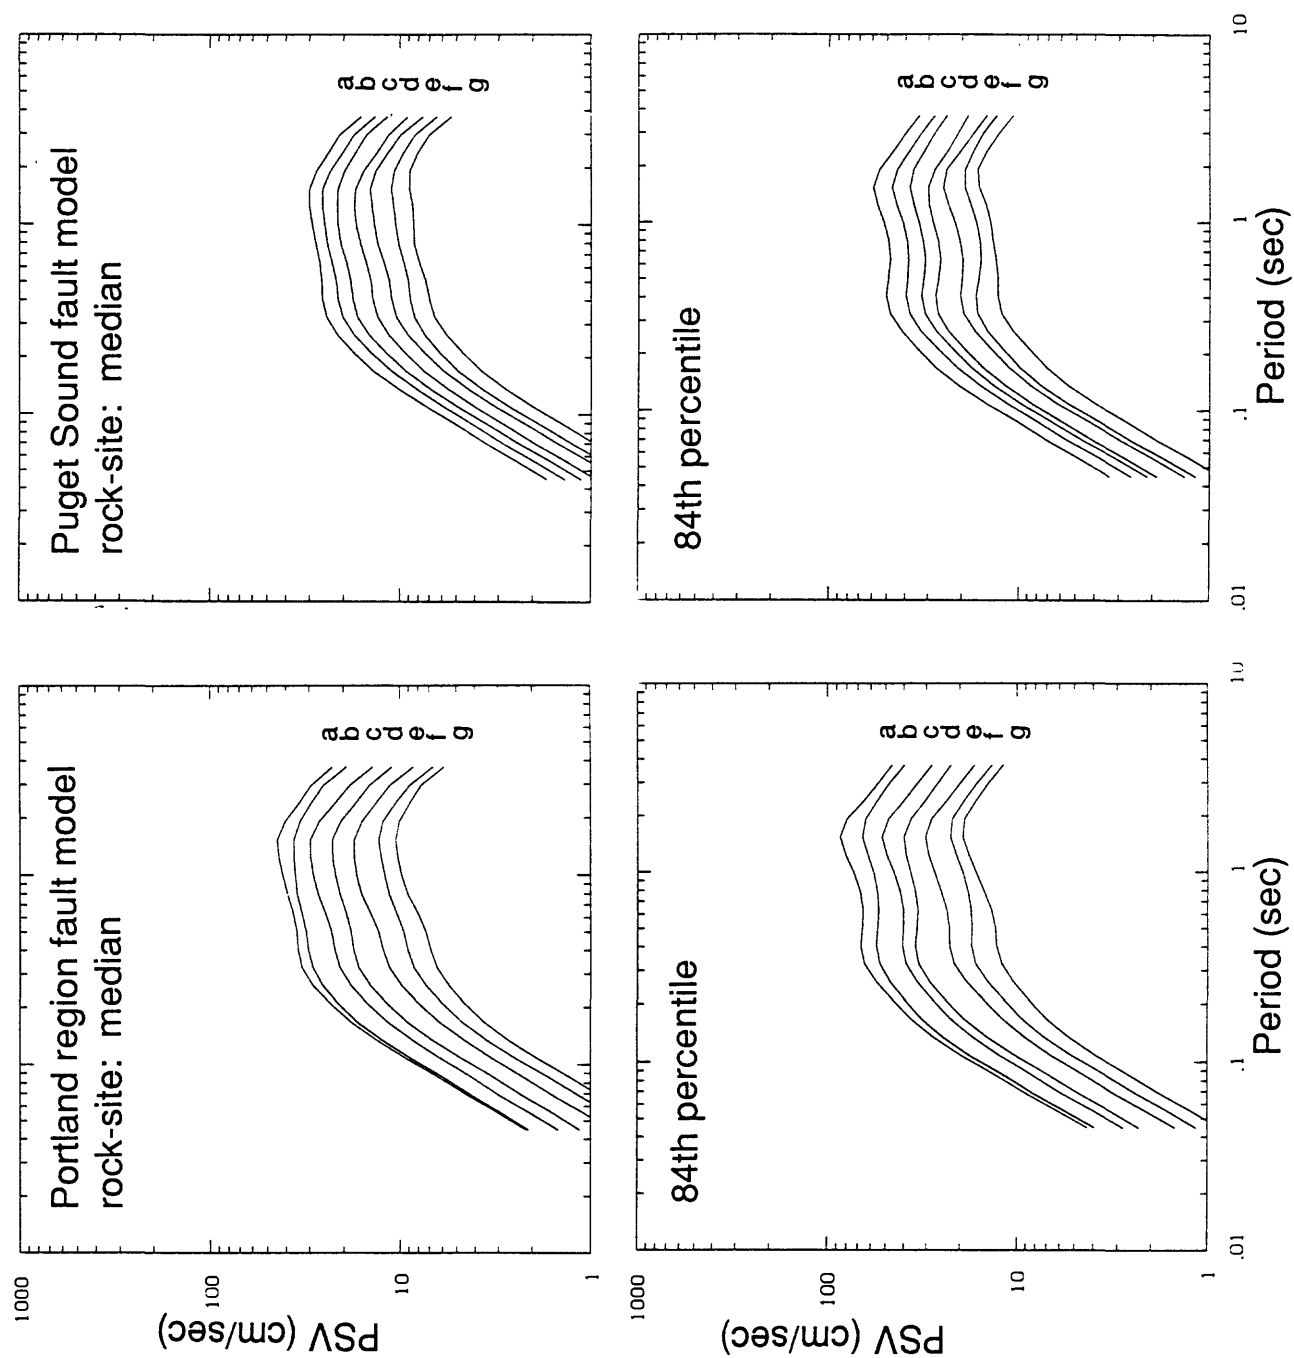 Portland region fault model
rock-site: median
a
b
c
d
e
f
g
1000
100
10
1
PSV (cm/sec)
Puget Sound fault model
rock-site: median
a
b
c
d
e
f
g
84th percentile
a
b
c
d
e
f
g
1000
100
10
1
PSV (cm/sec)
.01
.1
1
10
Period (sec)
84th percentile
a
b
c
d
e
f
g
.01
.1
1
10
Period (sec)